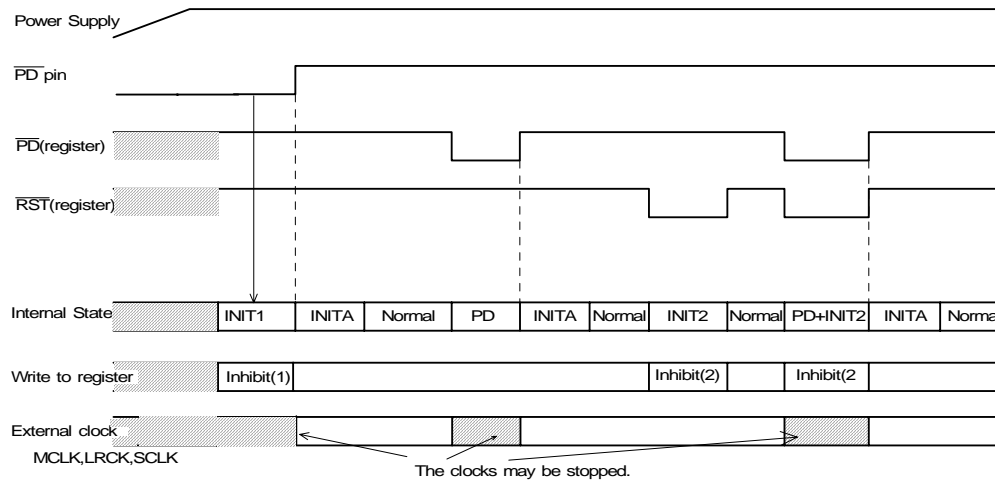 Power Supply
PD pin
PD(register)
RST(register)
Internal State INIT1 INITA Normal PD INITA Normal INIT2 Normal PD+INIT2 INITA Norma
Write to register Inhibit(1) Inhibit(2) Inhibit(2
External clock
MCLK,LRCK,SCLK
The clocks may be stopped.